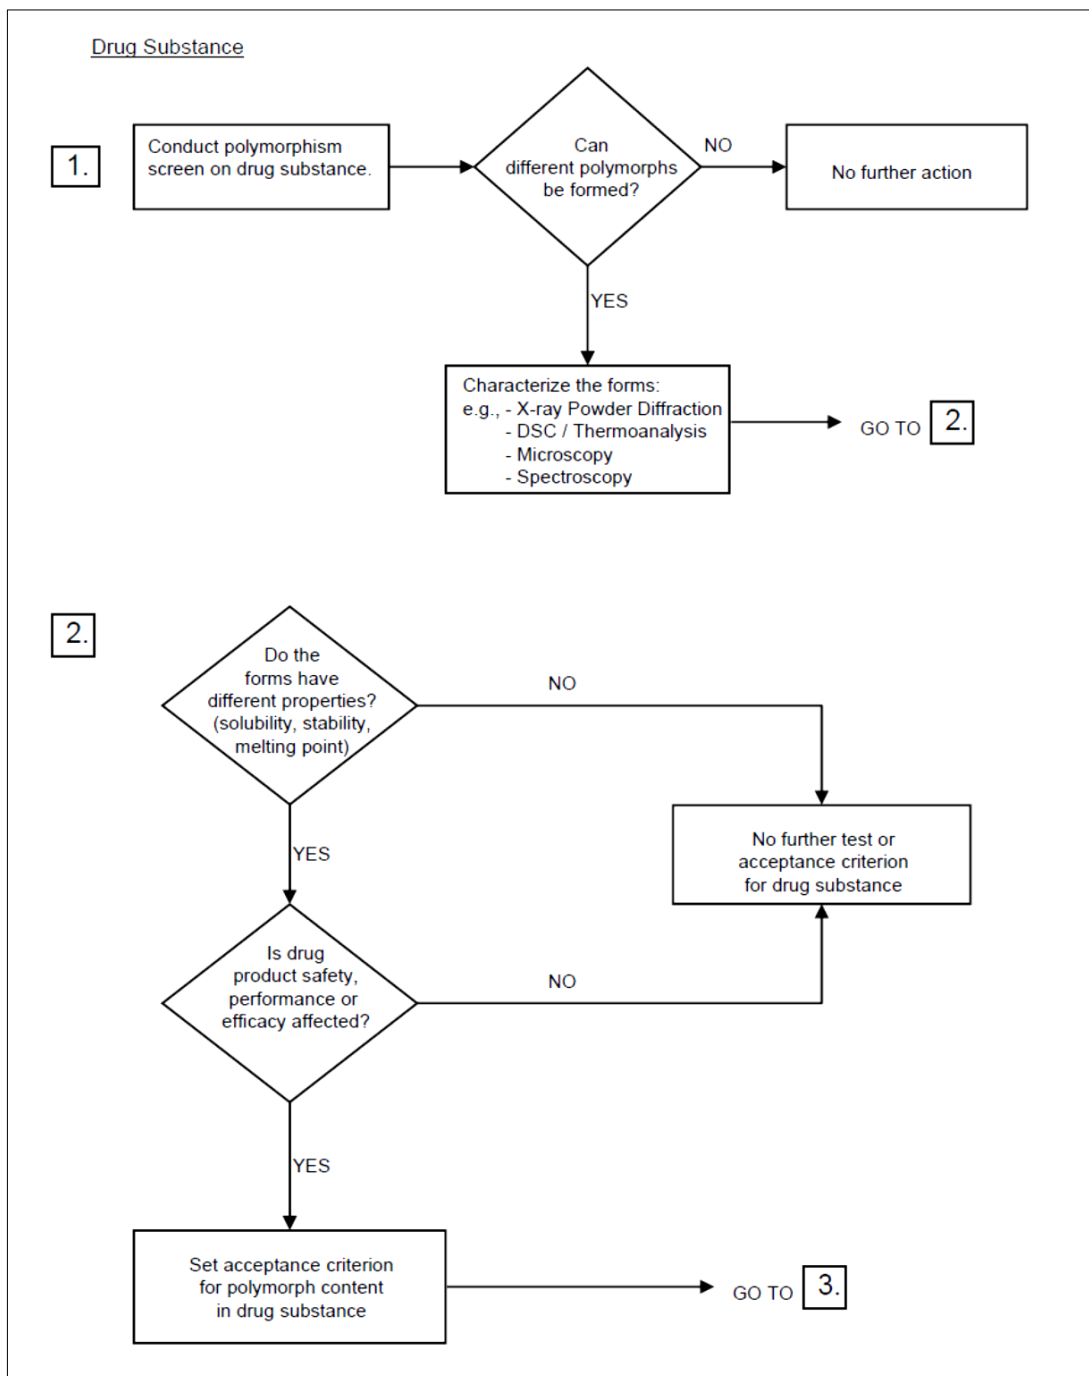 Drug Substance
1.
Conduct polymorphism
screen on drug substance.
Can
different polymorphs
be formed?
NO
No further action
YES
Characterize the forms:
e.g., - X-ray Powder Diffraction
- DSC / Thermoanalysis
- Microscopy
- Spectroscopy
GO TO 2.
2.
Do the
forms have
different properties?
(solubility, stability,
melting point)
NO
No further test or
acceptance criterion
for drug substance
YES
Is drug
product safety,
performance or
efficacy affected?
NO
YES
Set acceptance criterion
for polymorph content
in drug substance
GO TO 3.